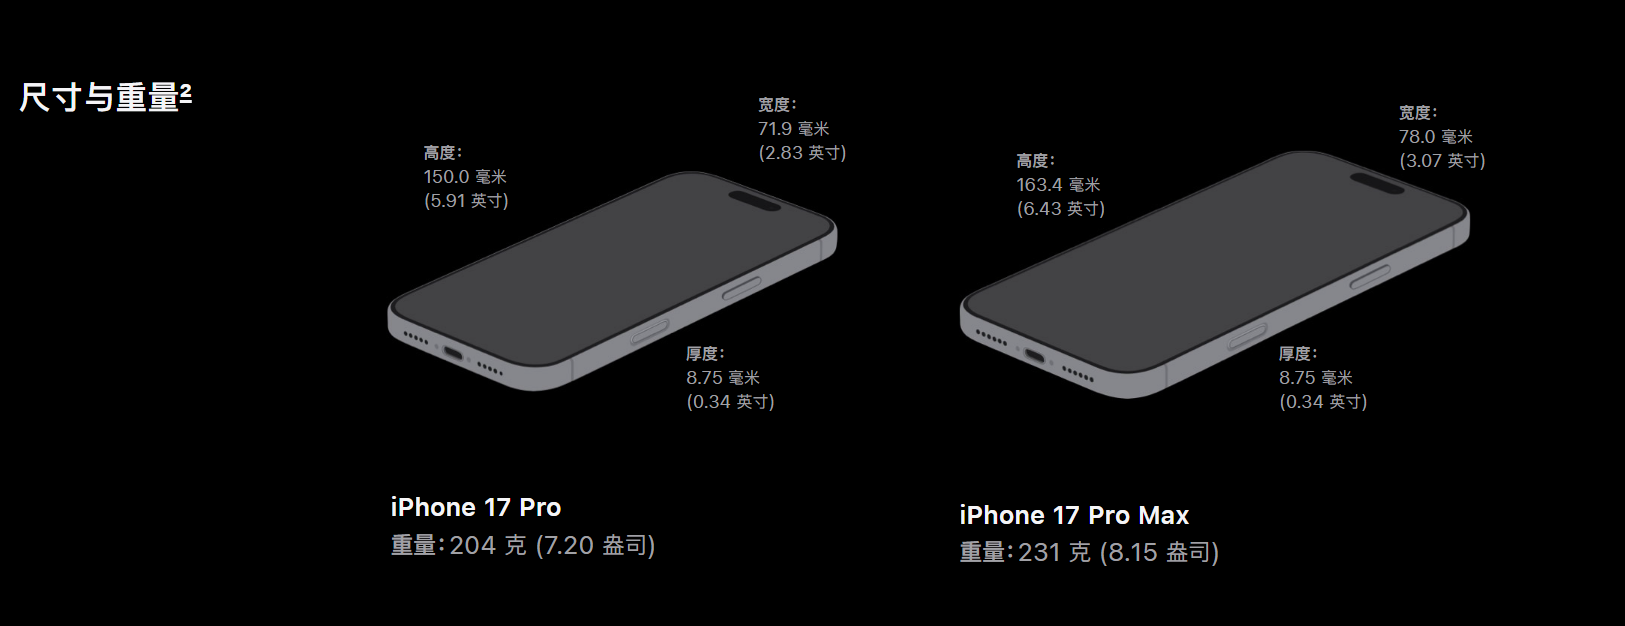 尺寸与重量²
高度：
150.0 毫米
(5.91 英寸)
宽度：
71.9 毫米
(2.83 英寸)
厚度：
8.75 毫米
(0.34 英寸)
iPhone 17 Pro
重量：204 克 (7.20 盎司)
高度：
163.4 毫米
(6.43 英寸)
宽度：
78.0 毫米
(3.07 英寸)
厚度：
8.75 毫米
(0.34 英寸)
iPhone 17 Pro Max
重量：231 克 (8.15 盎司)